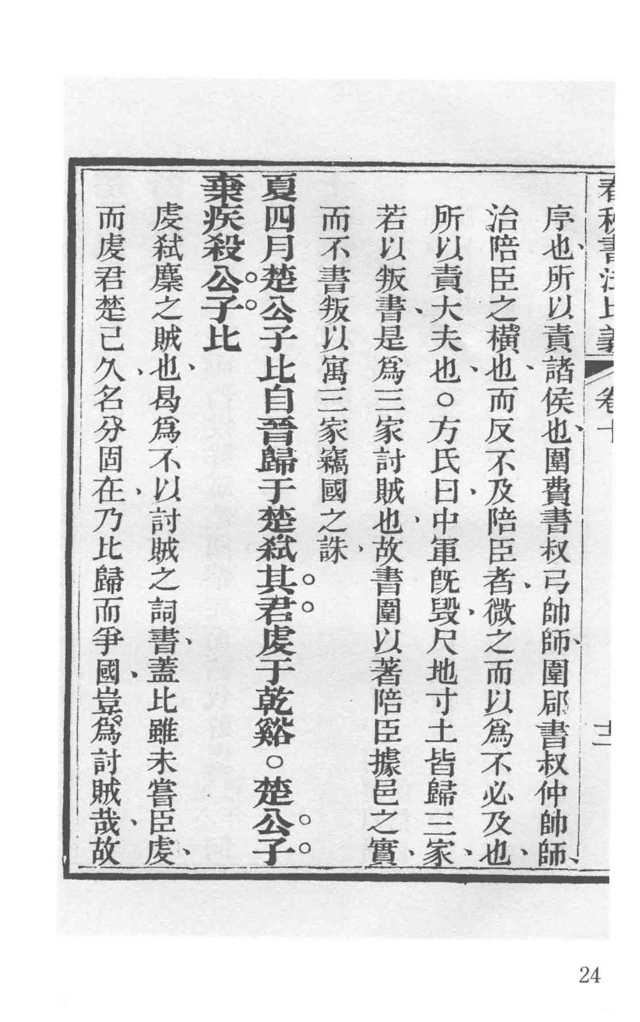 春秋書法比義 卷十 十二
序也、所以責諸侯也、圍費書叔弓帥師、圍郈書叔仲帥師、
治陪臣之橫也、而反不及陪臣者、微之而以爲不必及也、
所以責大夫也、○方氏曰、中軍旣毀、尺地寸土皆歸三家、
若以叛書、是爲三家討賊也、故書圍以著陪臣據邑之實、
而不書叛以寓三家竊國之誅、
夏四月楚公子比自晉歸于楚弒其君虔于乾谿○楚公子
棄疾殺公子比
虔弒麇之賊也、曷爲不以討賊之詞書、蓋比雖未嘗臣虔、
而虔君楚已久、名分固在、乃比歸而爭國、豈爲討賊哉、故
24